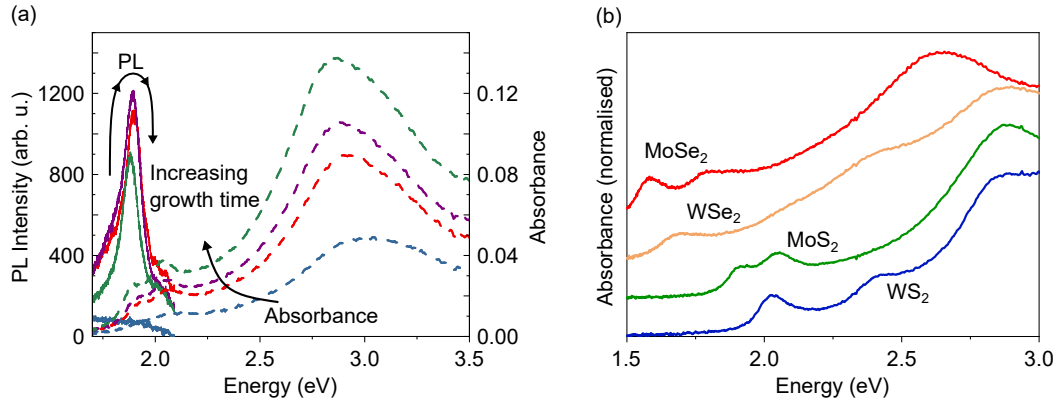 (a)
PL
PL Intensity (arb. u.)
1200
800
400
0
Increasing
growth time
Absorbance
0.12
0.08
0.04
0.00
Absorbance
2.0
2.5
3.0
3.5
Energy (eV)
(b)
Absorbance (normalised)
MoSe₂
WSe₂
MoS₂
WS₂
1.5
2.0
2.5
3.0
Energy (eV)